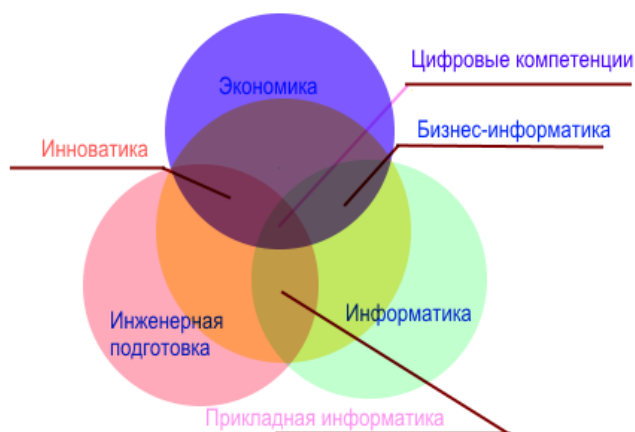 Экономика
Цифровые компетенции
Бизнес-информатика
Инноватика
Инженерная
подготовка
Информатика
Прикладная информатика